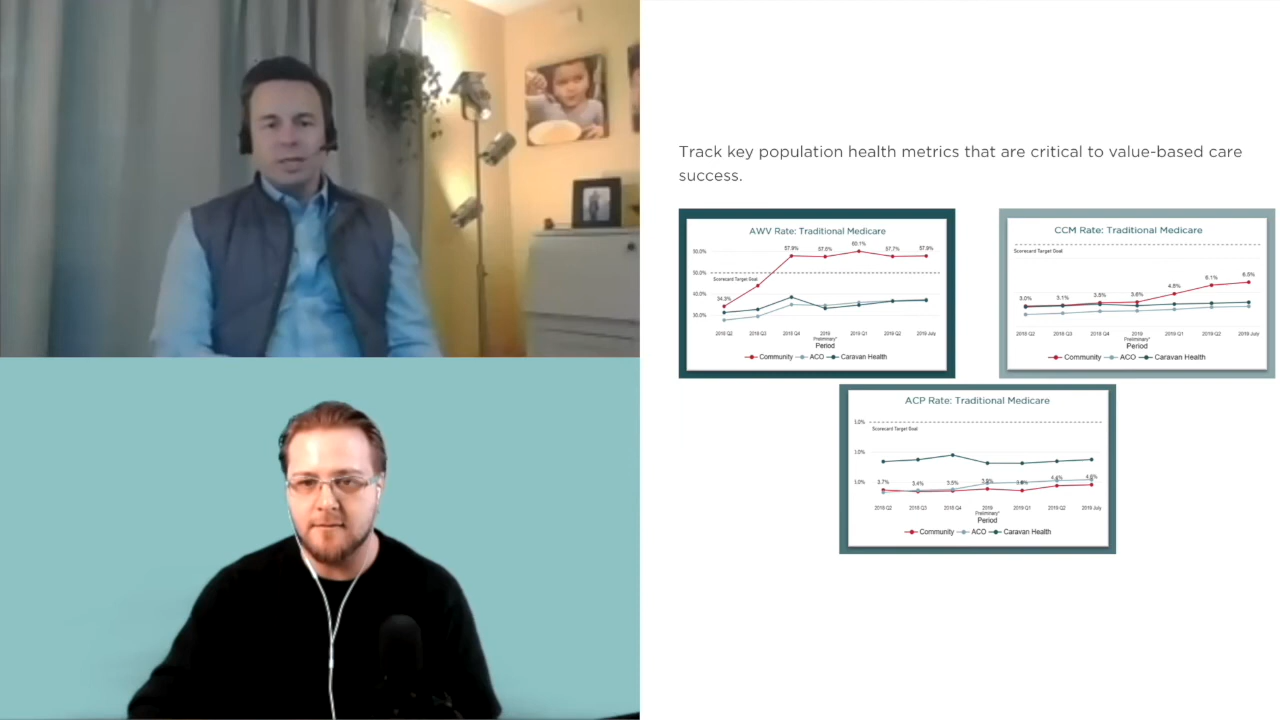 Track key population health metrics that are critical to value-based care
success.
AWV Rate: Traditional Medicare
50.0%
40.0%
30.0%
Scorecard Target Goal
34.3%
57.9%
57.6%
60.1%
57.7%
57.9%
2018 Q2
2018 Q3
2018 Q4
2019
Preliminary*
2019 Q1
2019 Q2
2019 July
Period
Community ACO Caravan Health
CCM Rate: Traditional Medicare
Scorecard Target Goal
3.0%
3.1%
3.5%
3.6%
4.8%
6.1%
6.5%
2018 Q2
2018 Q3
2018 Q4
2019
Preliminary*
2019 Q1
2019 Q2
2019 July
Period
Community ACO Caravan Health
ACP Rate: Traditional Medicare
Scorecard Target Goal
3.7%
3.4%
3.5%
2018 Q2
2018 Q3
2018 Q4
2019
Preliminary*
2019 Q1
2019 Q2
2019 July
Period
Community ACO Caravan Health